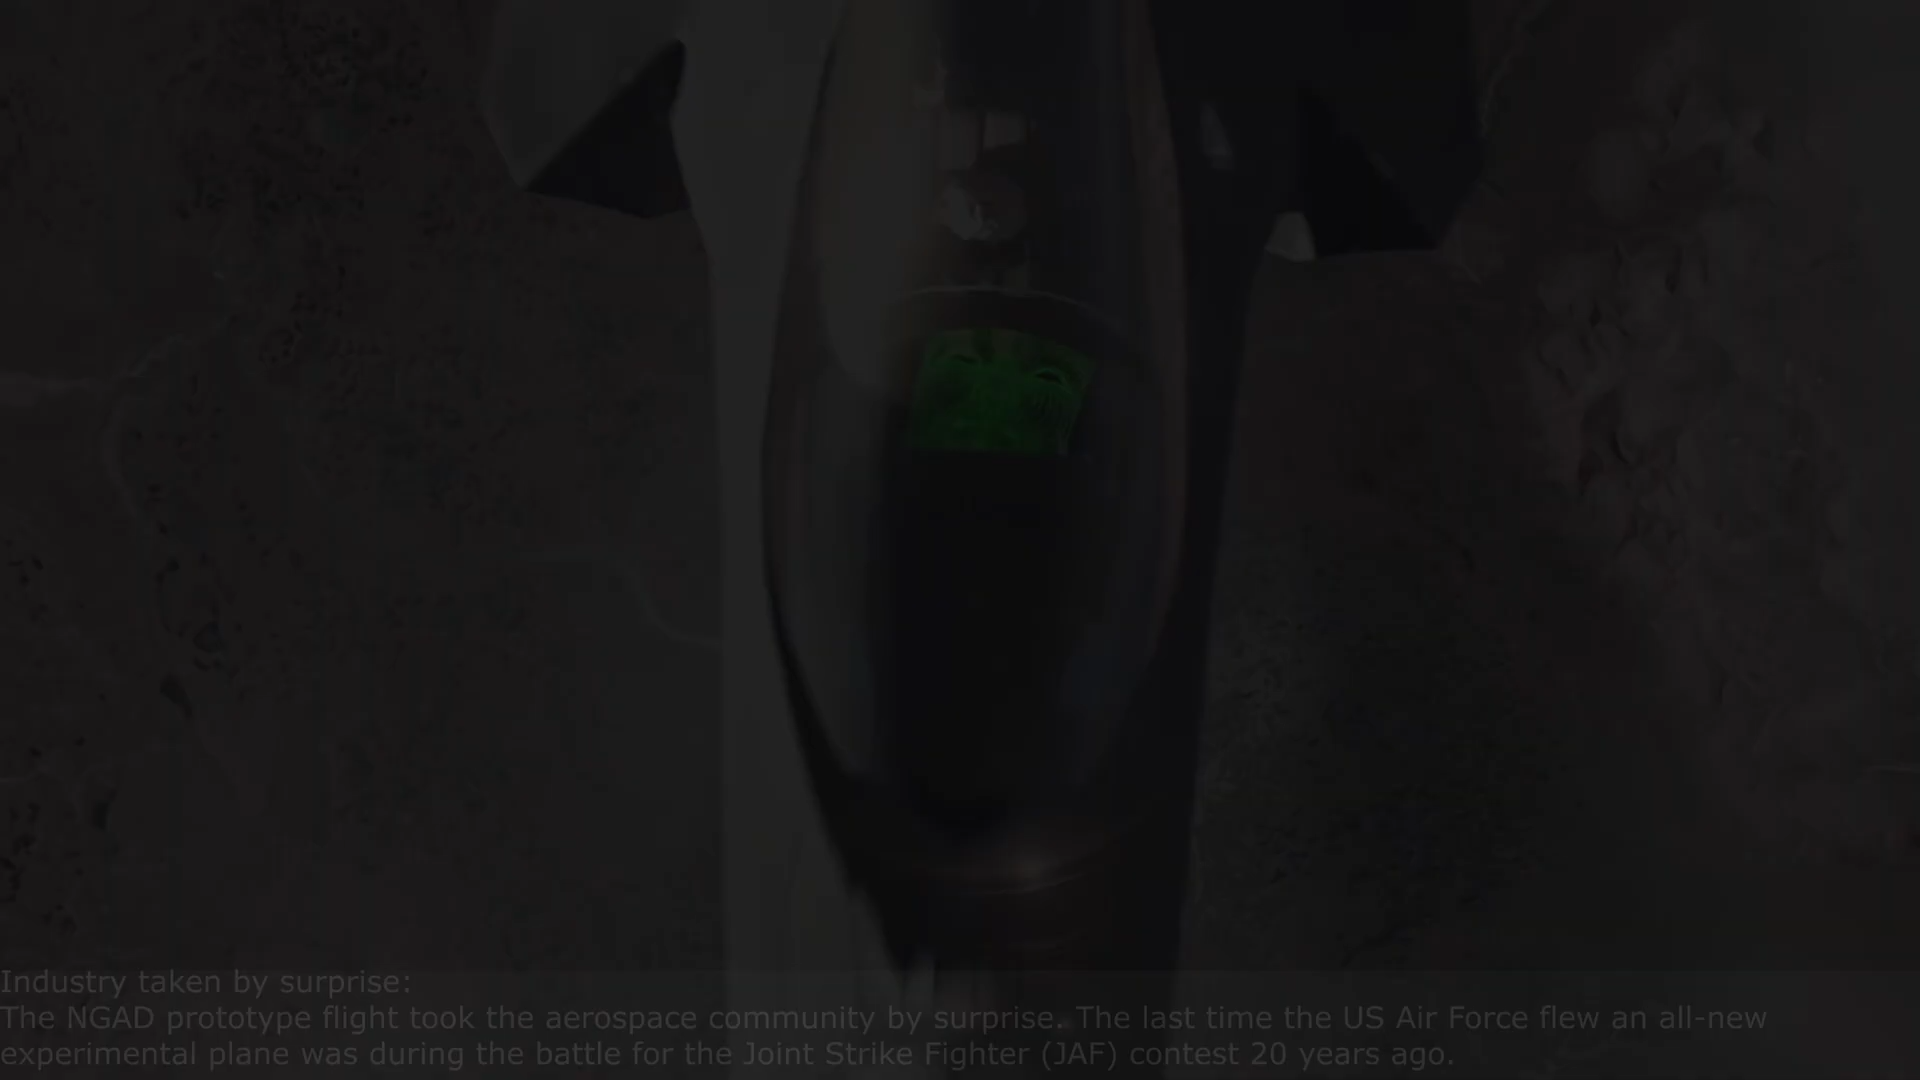 Industry taken by surprise:
The NGAD prototype flight took the aerospace community by surprise. The last time the US Air Force flew an all-new
experimental plane was during the battle for the Joint Strike Fighter (JAF) contest 20 years ago.